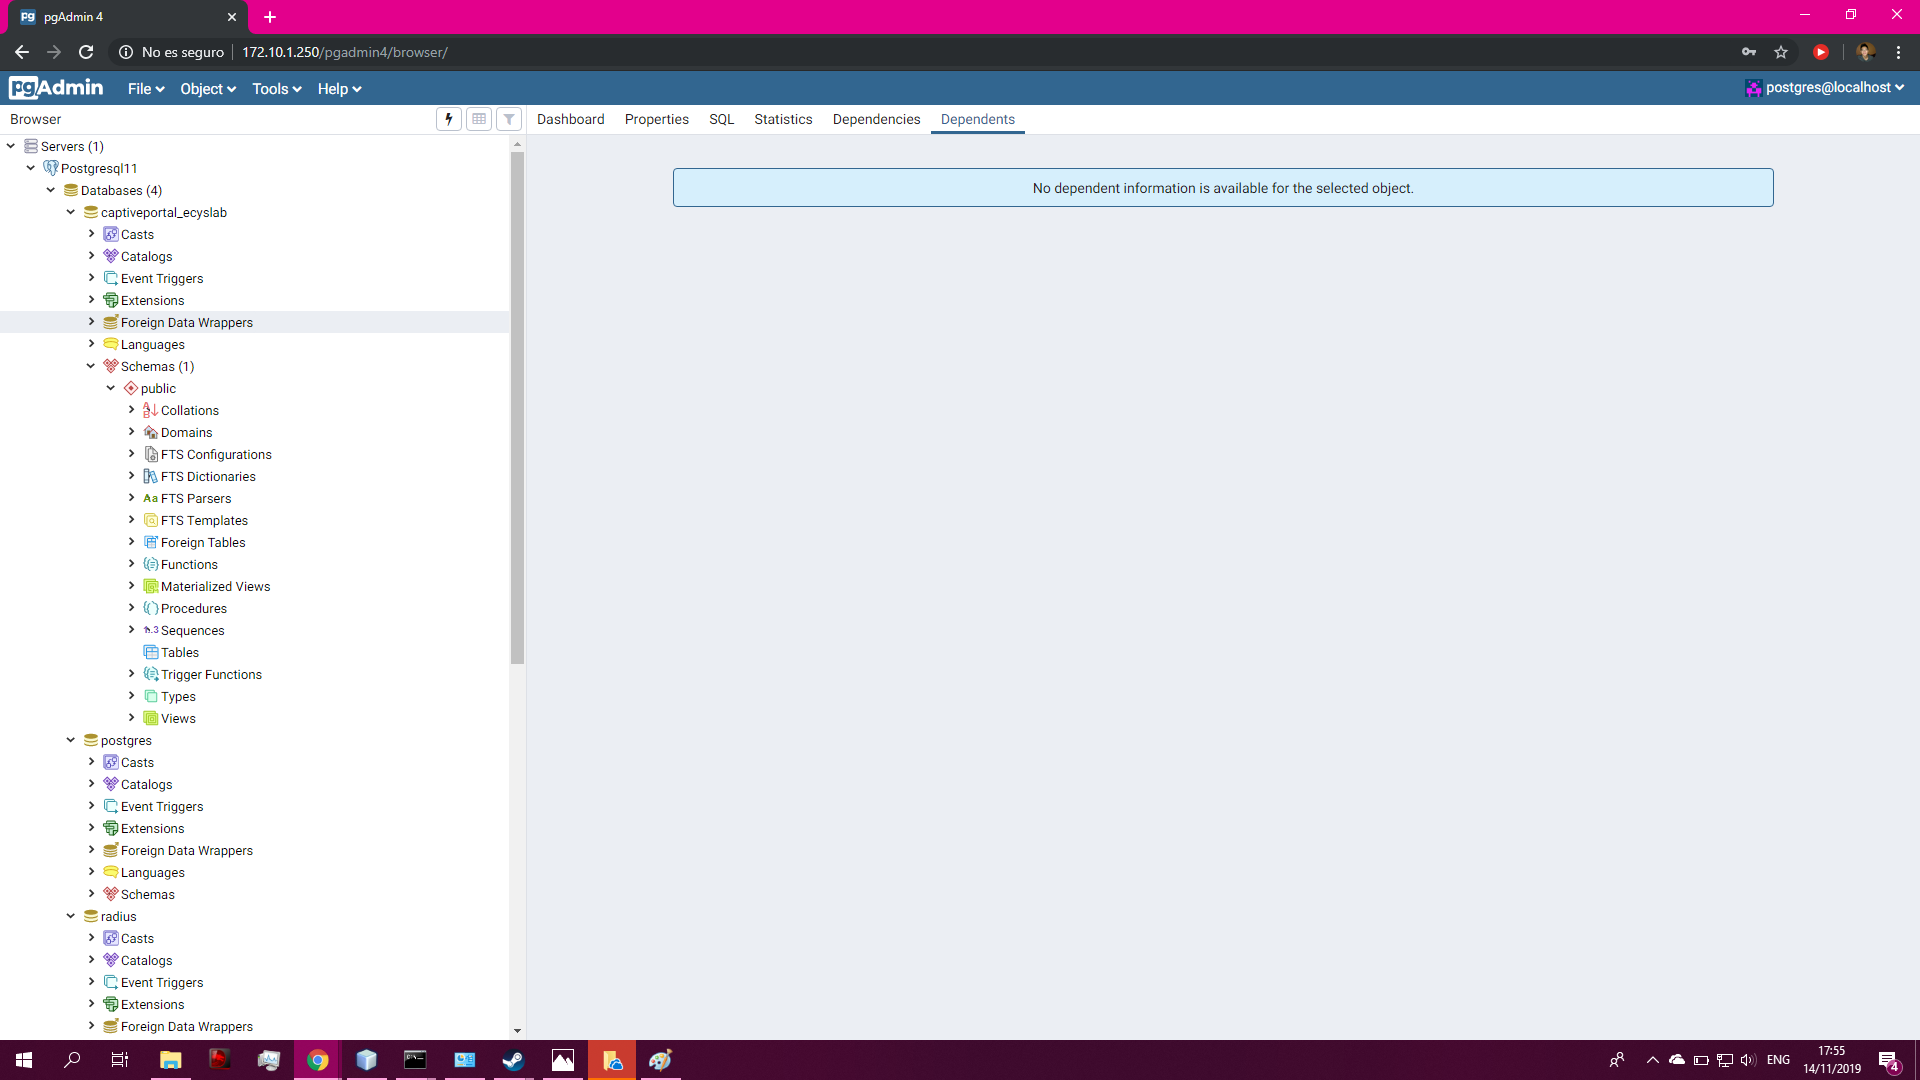 pgAdmin 4
No es seguro 172.10.1.250/pgadmin4/browser/
pgAdmin File Object Tools Help postgres@localhost
Browser Dashboard Properties SQL Statistics Dependencies Dependents
Servers (1)
No dependent information is available for the selected object.
Postgresql11
Databases (4)
captiveportal_ecyslab
Casts
Catalogs
Event Triggers
Extensions
Foreign Data Wrappers
Languages
Schemas (1)
public
Collations
Domains
FTS Configurations
FTS Dictionaries
FTS Parsers
FTS Templates
Foreign Tables
Functions
Materialized Views
Procedures
Sequences
Tables
Trigger Functions
Types
Views
postgres
Casts
Catalogs
Event Triggers
Extensions
Foreign Data Wrappers
Languages
Schemas
radius
Casts
Catalogs
Event Triggers
Extensions
Foreign Data Wrappers
ENG
17:55
14/11/2019
4